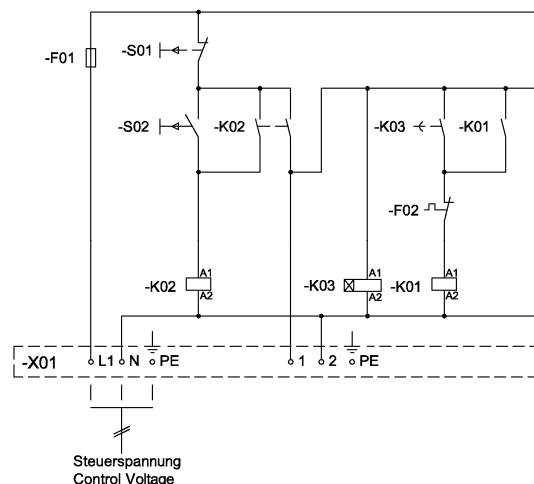 -F01
-S01
-S02
-K02
-K03
-K01
-F02
-K02
A1
A2
-K03
A1
A2
-K01
A1
A2
-X01
L1
N
PE
1
2
PE
Steuerspannung
Control Voltage